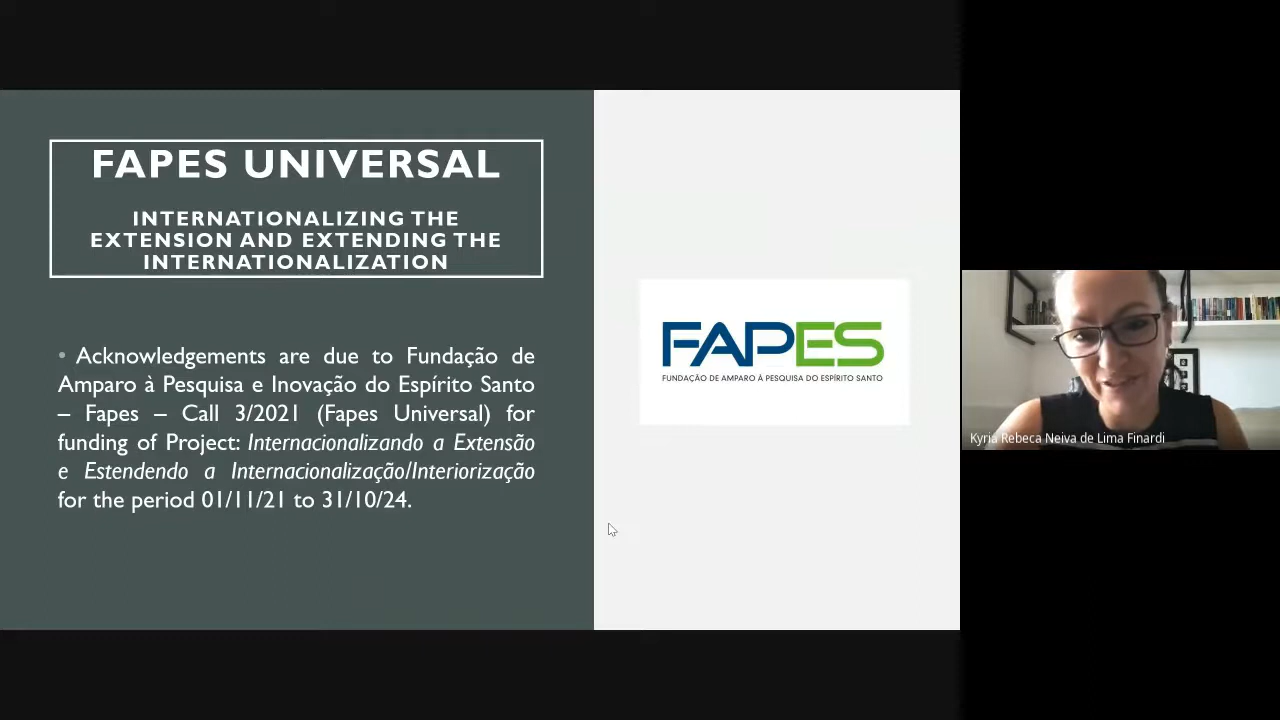 FAPES UNIVERSAL
INTERNATIONALIZING THE
EXTENSION AND EXTENDING THE
INTERNATIONALIZATION
• Acknowledgements are due to Fundação de
Amparo à Pesquisa e Inovação do Espírito Santo
– Fapes – Call 3/2021 (Fapes Universal) for
funding of Project: Internacionalizando a Extensão
e Estendendo a Internacionalização/Interiorização
for the period 01/11/21 to 31/10/24.
FAPES
FUNDAÇÃO DE AMPARO À PESQUISA DO ESPÍRITO SANTO
Kyria Rebeca Neiva de Lima Finardi